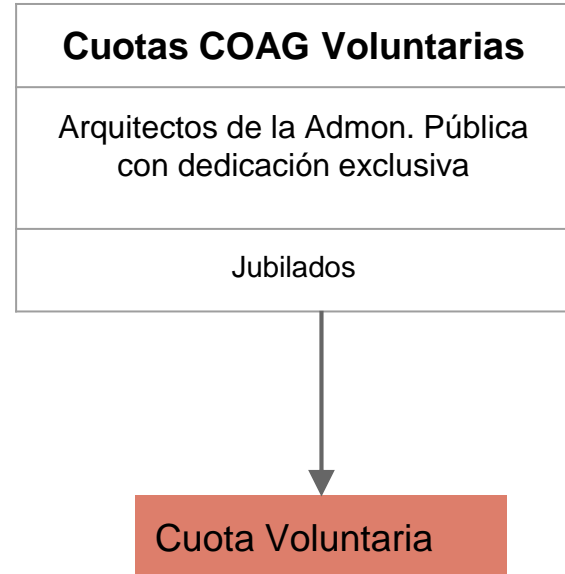 Cuotas COAG Voluntarias
Arquitectos de la Admon. Pública
con dedicación exclusiva
Jubilados
Cuota Voluntaria